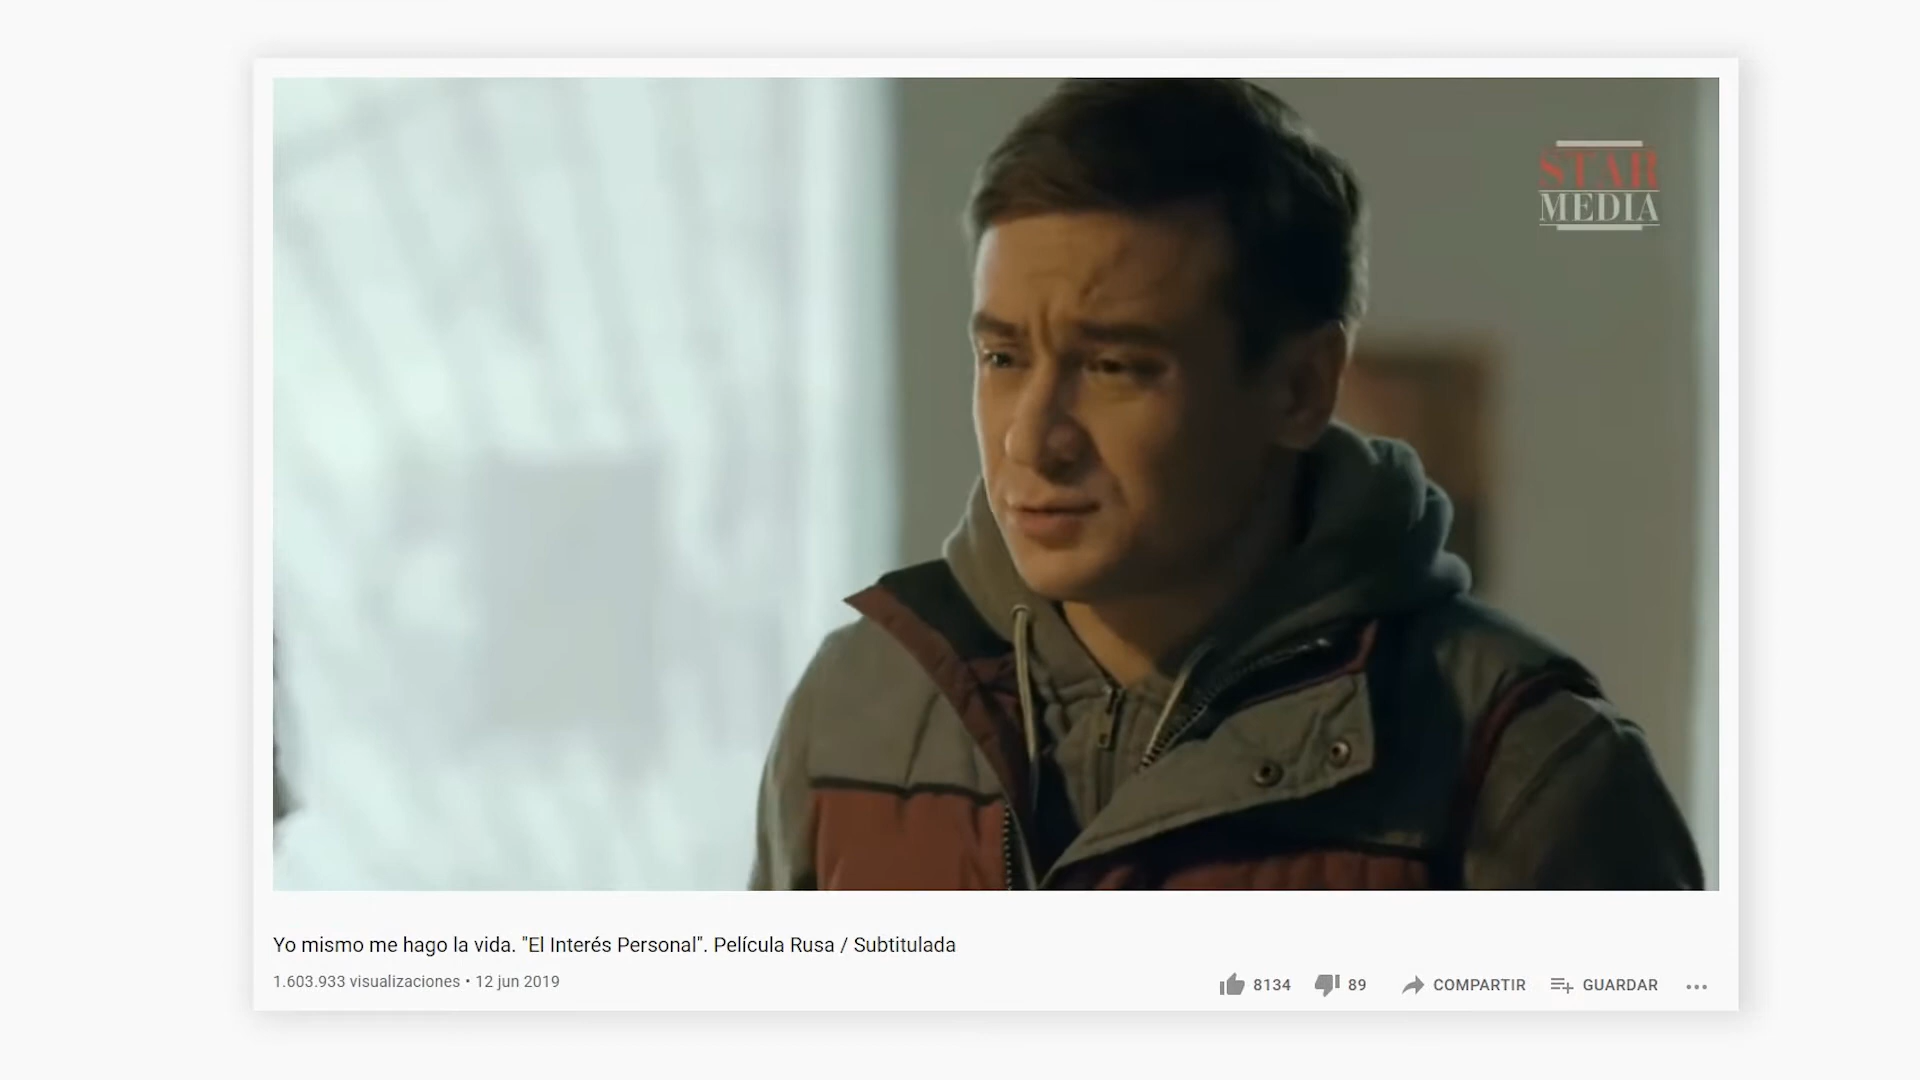 STAR
MEDIA
Yo mismo me hago la vida. "El Interés Personal". Película Rusa / Subtitulada
1.603.933 visualizaciones • 12 jun 2019
8134
89
COMPARTIR
GUARDAR